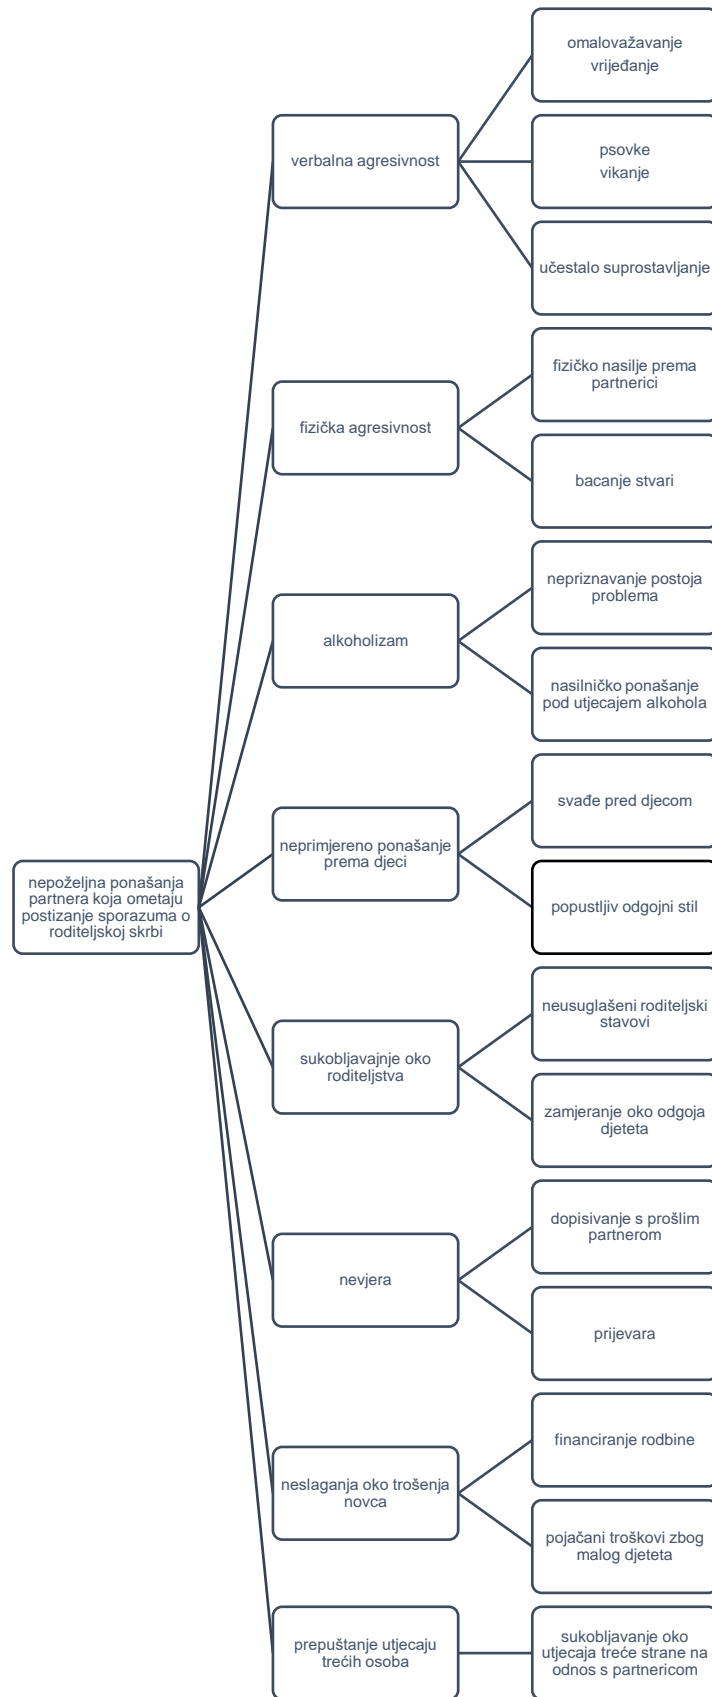 omalovažavanje
vrijeđanje
verbalna agresivnost
psovke
vikanje
učestalo suprostavljanje
fizičko nasilje prema
partnerici
fizička agresivnost
bacanje stvari
nepriznavanje postoja
problema
alkoholizam
nasilničko ponašanje
pod utjecajem alkohola
svađe pred djecom
neprimjereno ponašanje
prema djeci
popustljiv odgojni stil
nepoželjna ponašanja
partnera koja ometaju
postizanje sporazuma o
roditeljskoj skrbi
neusuglašeni roditeljski
stavovi
sukobljavajnje oko
roditeljstva
zamjeranje oko odgoja
djeteta
dopisivanje s prošlim
partnerom
nevjera
prijevara
financiranje rodbine
neslaganja oko trošenja
novca
pojačani troškovi zbog
malog djeteta
prepuštanje utjecaju
trećih osoba
sukobljavanje oko
utjecaja treće strane na
odnos s partnericom